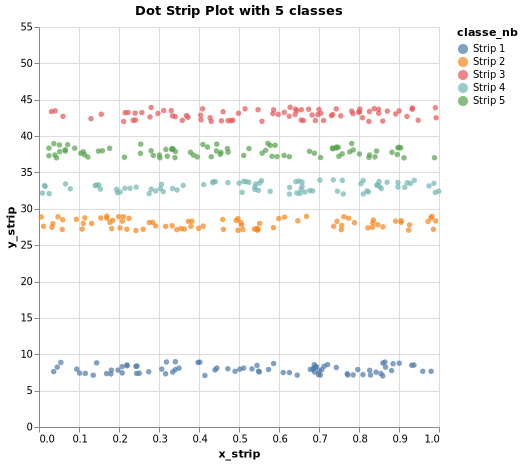 Dot Strip Plot with 5 classes
classe_nb
Strip 1
Strip 2
Strip 3
Strip 4
Strip 5
55
50
45
40
35
30
25
20
15
10
5
0
y_strip
0.0 0.1 0.2 0.3 0.4 0.5 0.6 0.7 0.8 0.9 1.0
x_strip